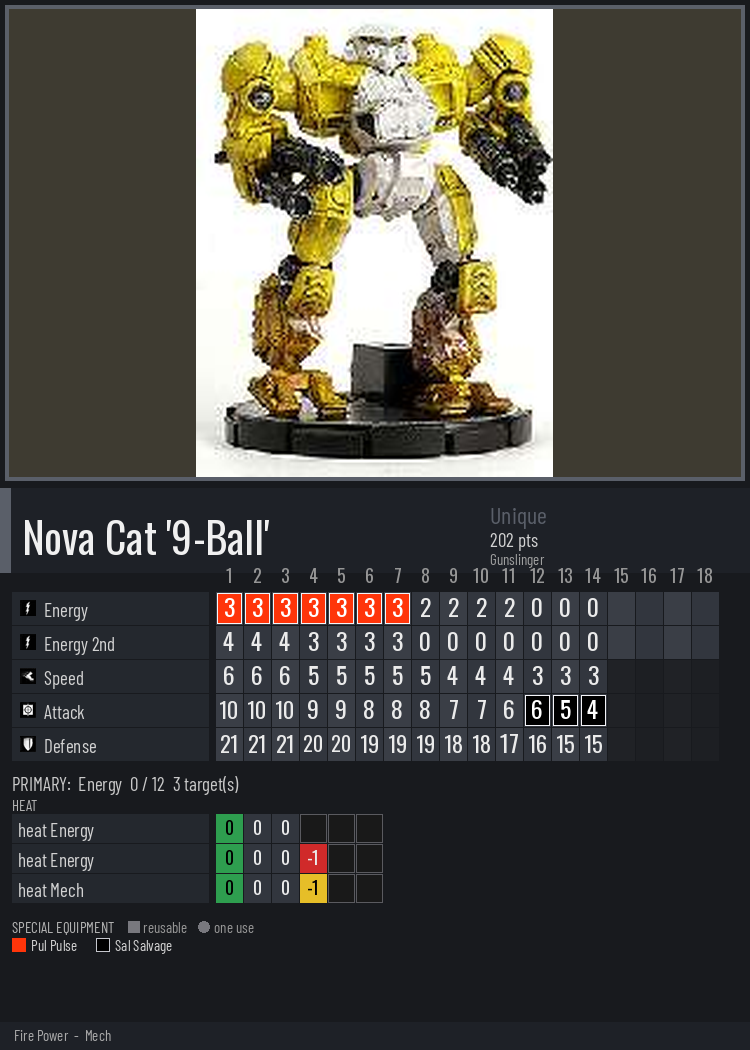 Nova Cat '9-Ball'
Unique
202 pts
Gunslinger
1 2 3 4 5 6 7 8 9 10 11 12 13 14 15 16 17 18
Energy 3 3 3 3 3 3 3 2 2 2 2 0 0 0
Energy 2nd 4 4 4 3 3 3 3 0 0 0 0 0 0 0
Speed 6 6 6 5 5 5 5 5 4 4 4 3 3 3
Attack 10 10 10 9 9 8 8 8 7 7 6 6 5 4
Defense 21 21 21 20 20 19 19 19 18 18 17 16 15 15
PRIMARY: Energy 0 / 12 3 target(s)
HEAT
heat Energy 0 0 0
heat Energy 0 0 0 -1
heat Mech 0 0 0 -1
SPECIAL EQUIPMENT reusable one use
Pul Pulse Sal Salvage
Fire Power - Mech